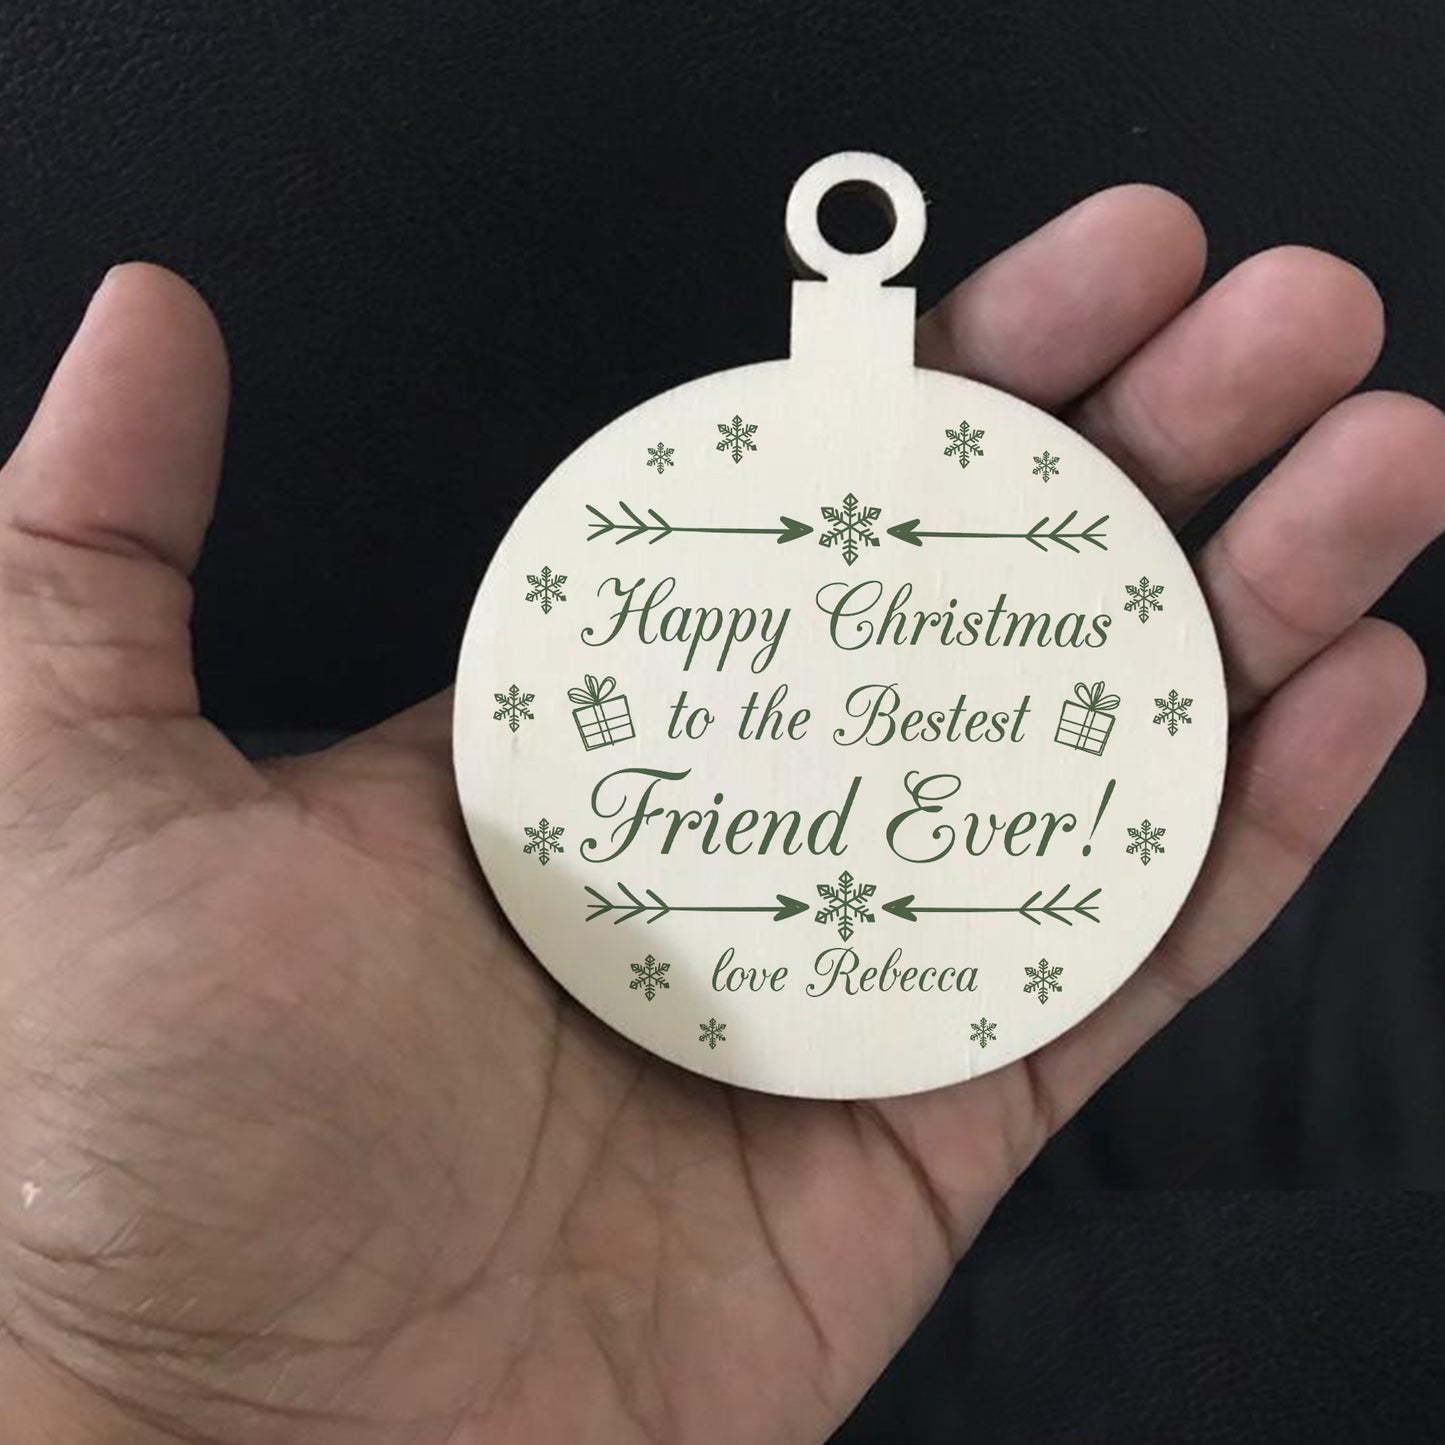 Happy Christmas
to the Bestest
Friend Ever!
love Rebecca